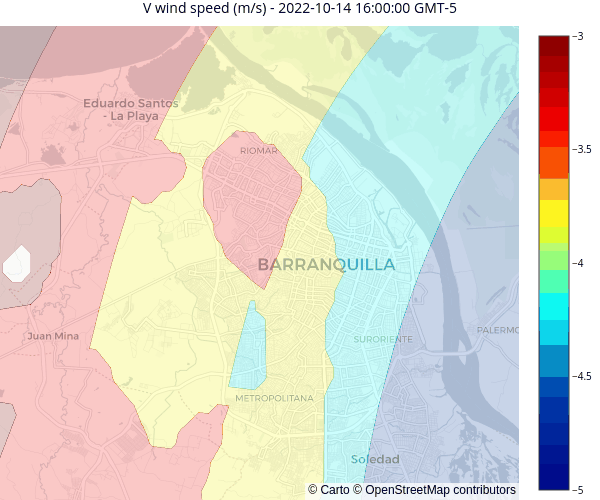 V wind speed (m/s) - 2022-10-14 16:00:00 GMT-5
−3
Eduardo Santos
- La Playa
RIOMAR
−3.5
BARRANQUILLA
−4
Juan Mina
SURORIENTE
PALERMO
−4.5
METROPOLITANA
Soledad
© Carto © OpenStreetMap contributors
−5